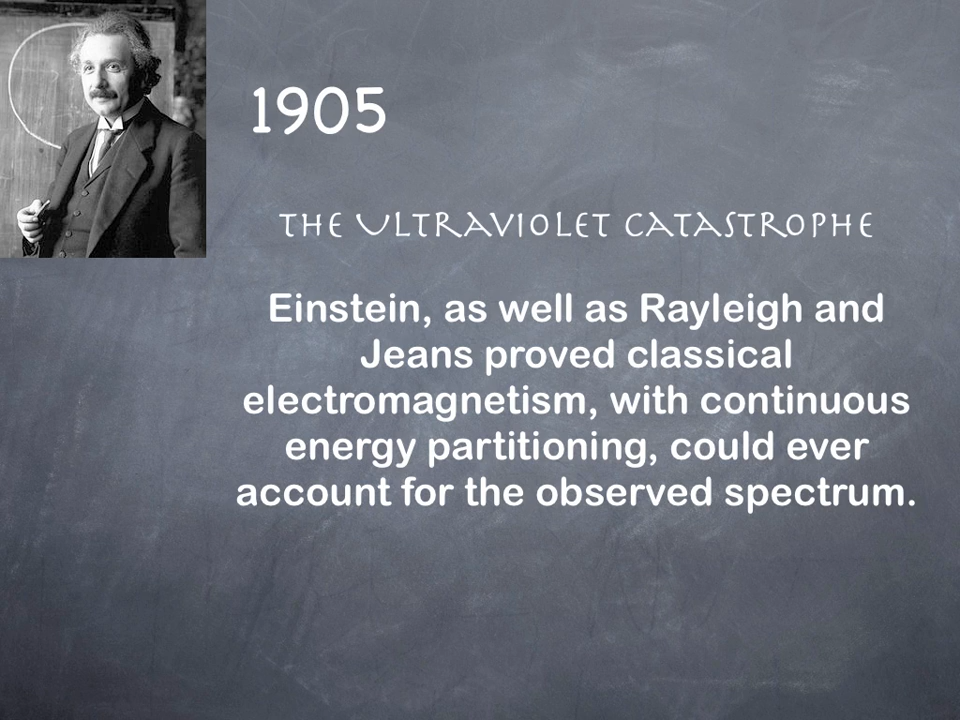 1905
The Ultraviolet Catastrophe
Einstein, as well as Rayleigh and
Jeans proved classical
electromagnetism, with continuous
energy partitioning, could ever
account for the observed spectrum.